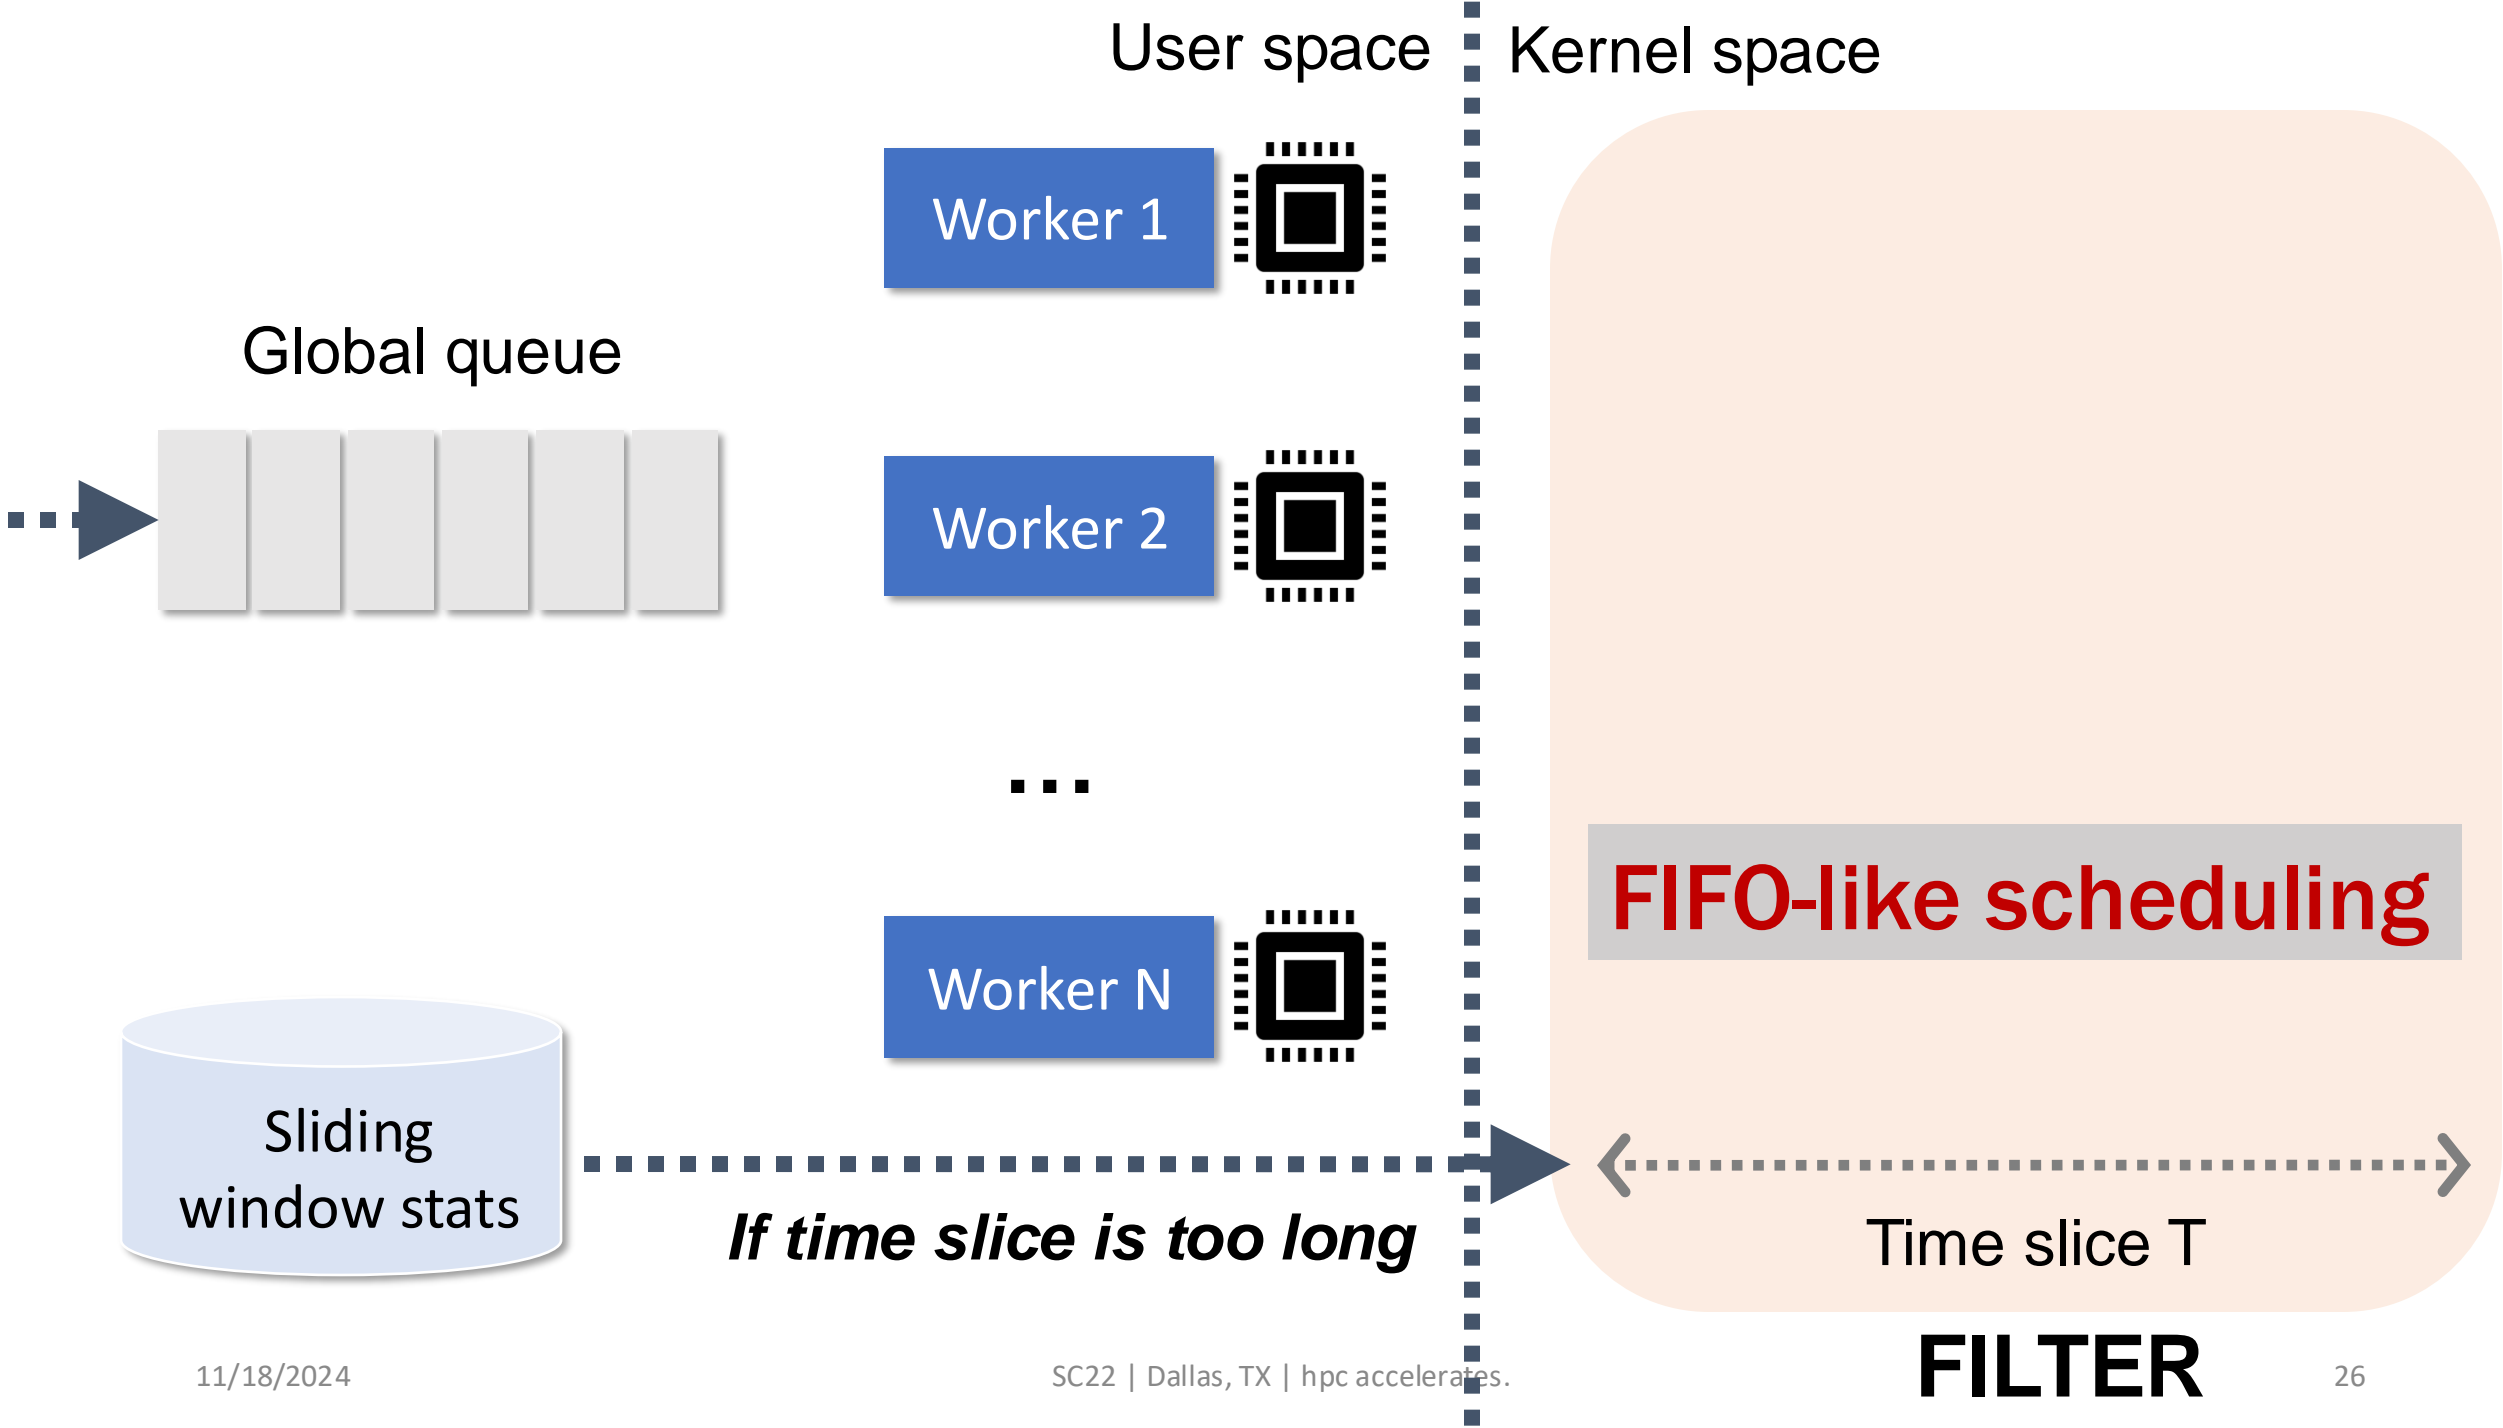 User space
Kernel space
Worker 1
Global queue
Worker 2
...
FIFO-like scheduling
Worker N
Sliding
window stats
If time slice is too long
Time slice T
FILTER
11/18/2024
SC22 | Dallas, TX | hpc accelerates.
26